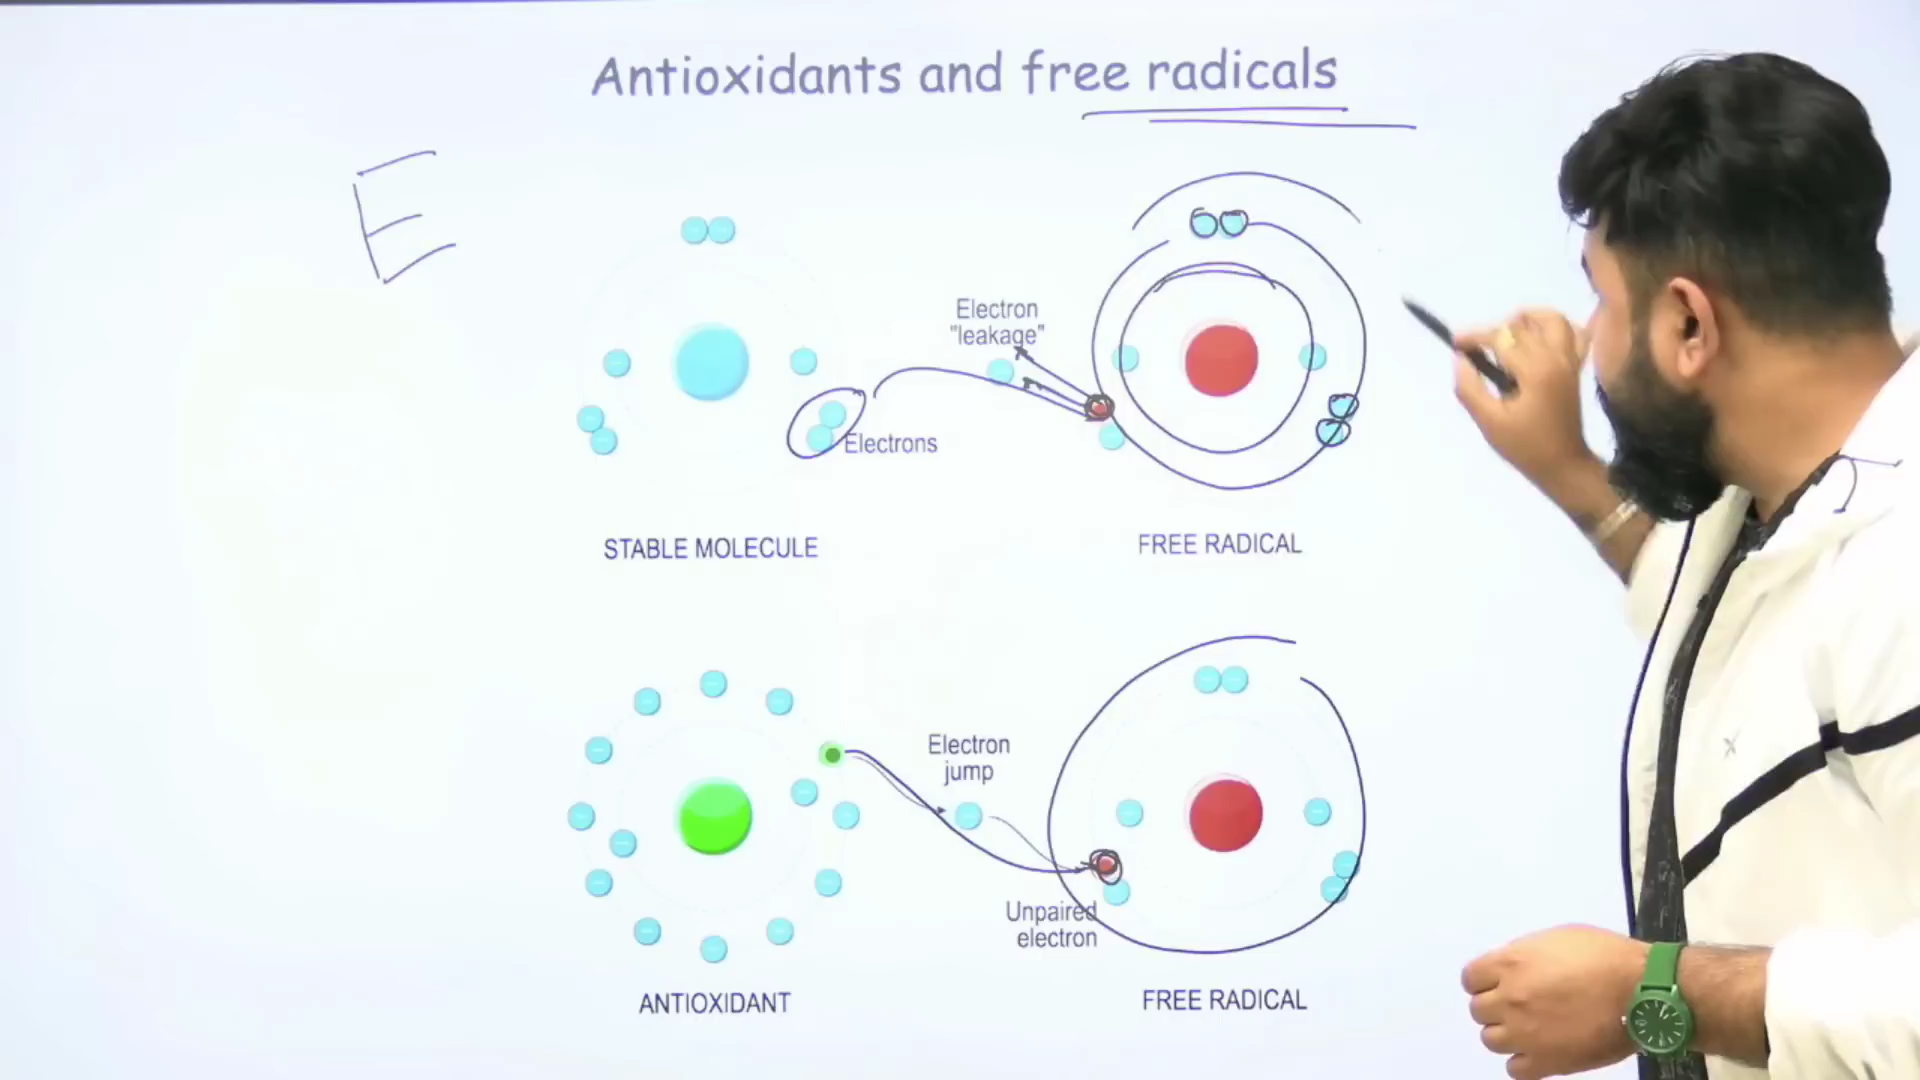 Antioxidants and free radicals
E
Electron
"leakage"
Electrons
STABLE MOLECULE
FREE RADICAL
Electron
jump
Unpaired
electron
ANTIOXIDANT
FREE RADICAL